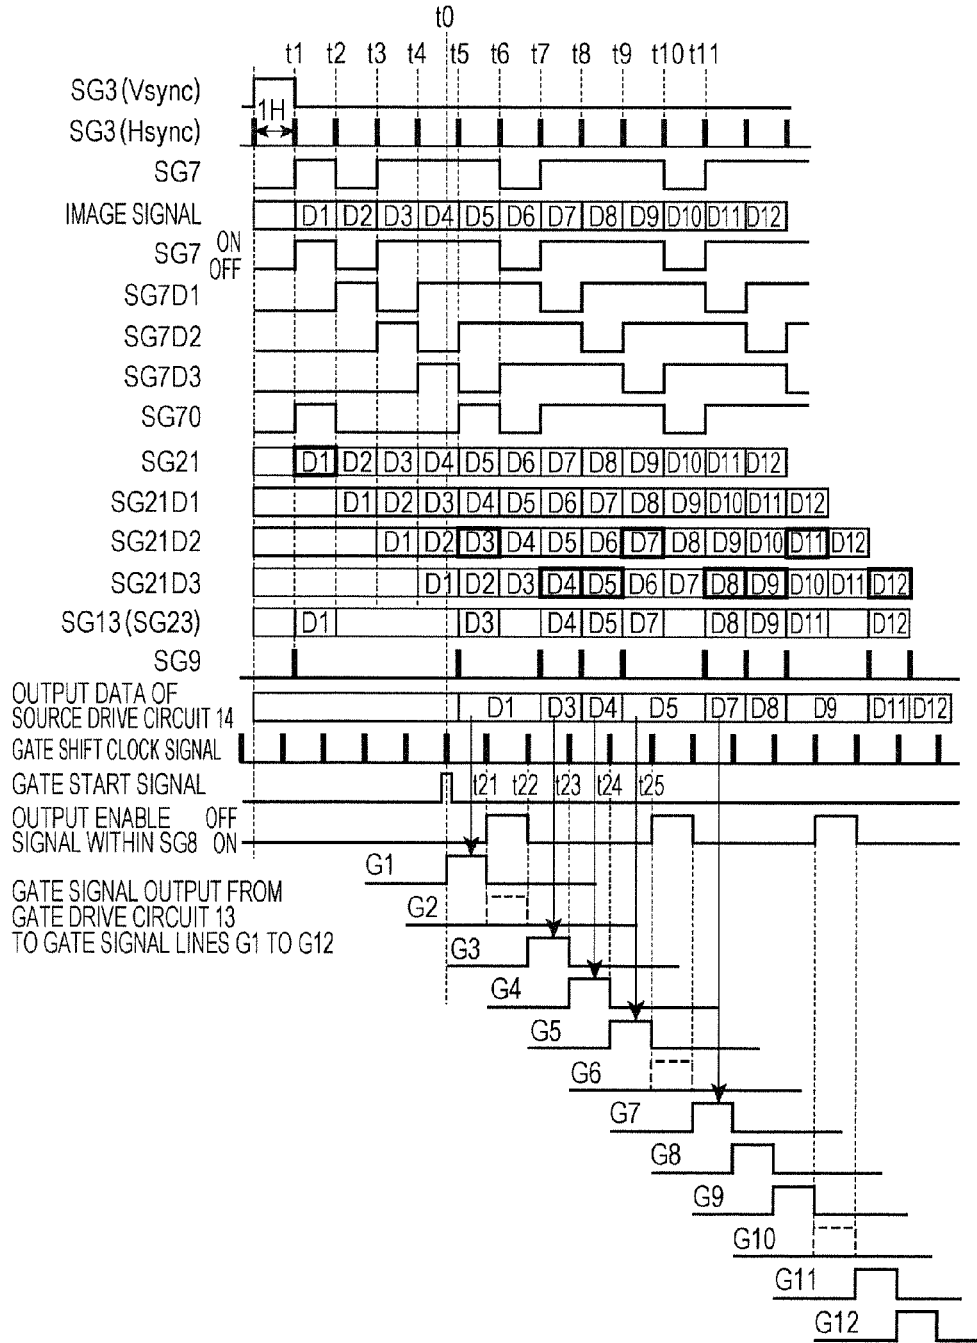 t0
t1 t2 t3 t4 t5 t6 t7 t8 t9 t10 t11
SG3 (Vsync)
1H
SG3 (Hsync)
SG7
IMAGE SIGNAL D1 D2 D3 D4 D5 D6 D7 D8 D9 D10 D11 D12
SG7 ON
OFF
SG7D1
SG7D2
SG7D3
SG70
SG21 D1 D2 D3 D4 D5 D6 D7 D8 D9 D10 D11 D12
SG21D1 D1 D2 D3 D4 D5 D6 D7 D8 D9 D10 D11 D12
SG21D2 D1 D2 D3 D4 D5 D6 D7 D8 D9 D10 D11 D12
SG21D3 D1 D2 D3 D4 D5 D6 D7 D8 D9 D10 D11 D12
SG13 (SG23) D1 D3 D4 D5 D7 D8 D9 D11 D12
SG9
OUTPUT DATA OF
SOURCE DRIVE CIRCUIT 14 D1 D3 D4 D5 D7 D8 D9 D11 D12
GATE SHIFT CLOCK SIGNAL
GATE START SIGNAL t21 t22 t23 t24 t25
OUTPUT ENABLE OFF
SIGNAL WITHIN SG8 ON
G1
GATE SIGNAL OUTPUT FROM
GATE DRIVE CIRCUIT 13
TO GATE SIGNAL LINES G1 TO G12
G2
G3
G4
G5
G6
G7
G8
G9
G10
G11
G12